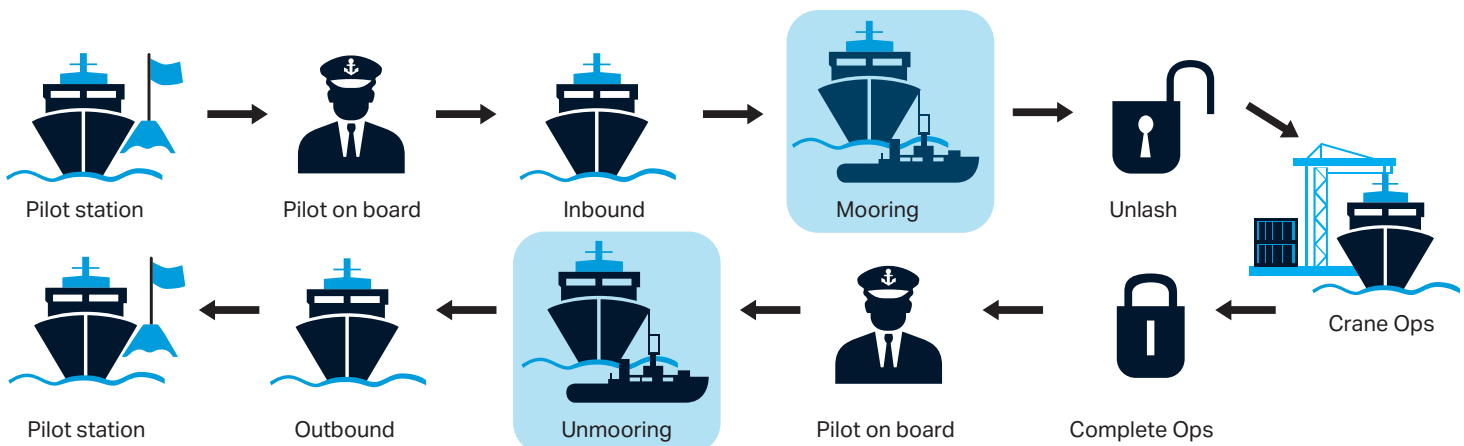 Pilot station
Pilot on board
Inbound
Mooring
Unlash
Crane Ops
Complete Ops
Pilot on board
Unmooring
Outbound
Pilot station